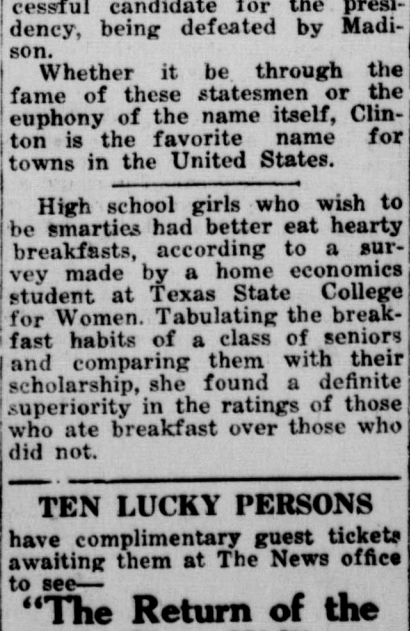 cessful candidate for the presi-
dency, being defeated by Madi-
son.
Whether it be through the
fame of these statesmen or the
euphony of the name itself, Clin-
ton is the favorite name for
towns in the United States.
High school girls who wish to
be smarties had better eat hearty
breakfasts, according to a sur-
vey made by a home economics
student at Texas State College
for Women. Tabulating the break-
fast habits of a class of seniors
and comparing them with their
scholarship, she found a definite
superiority in the ratings of those
who ate breakfast over those who
did not.
TEN LUCKY PERSONS
have complimentary guest tickets
awaiting them at The News office
to see—
"The Return of the